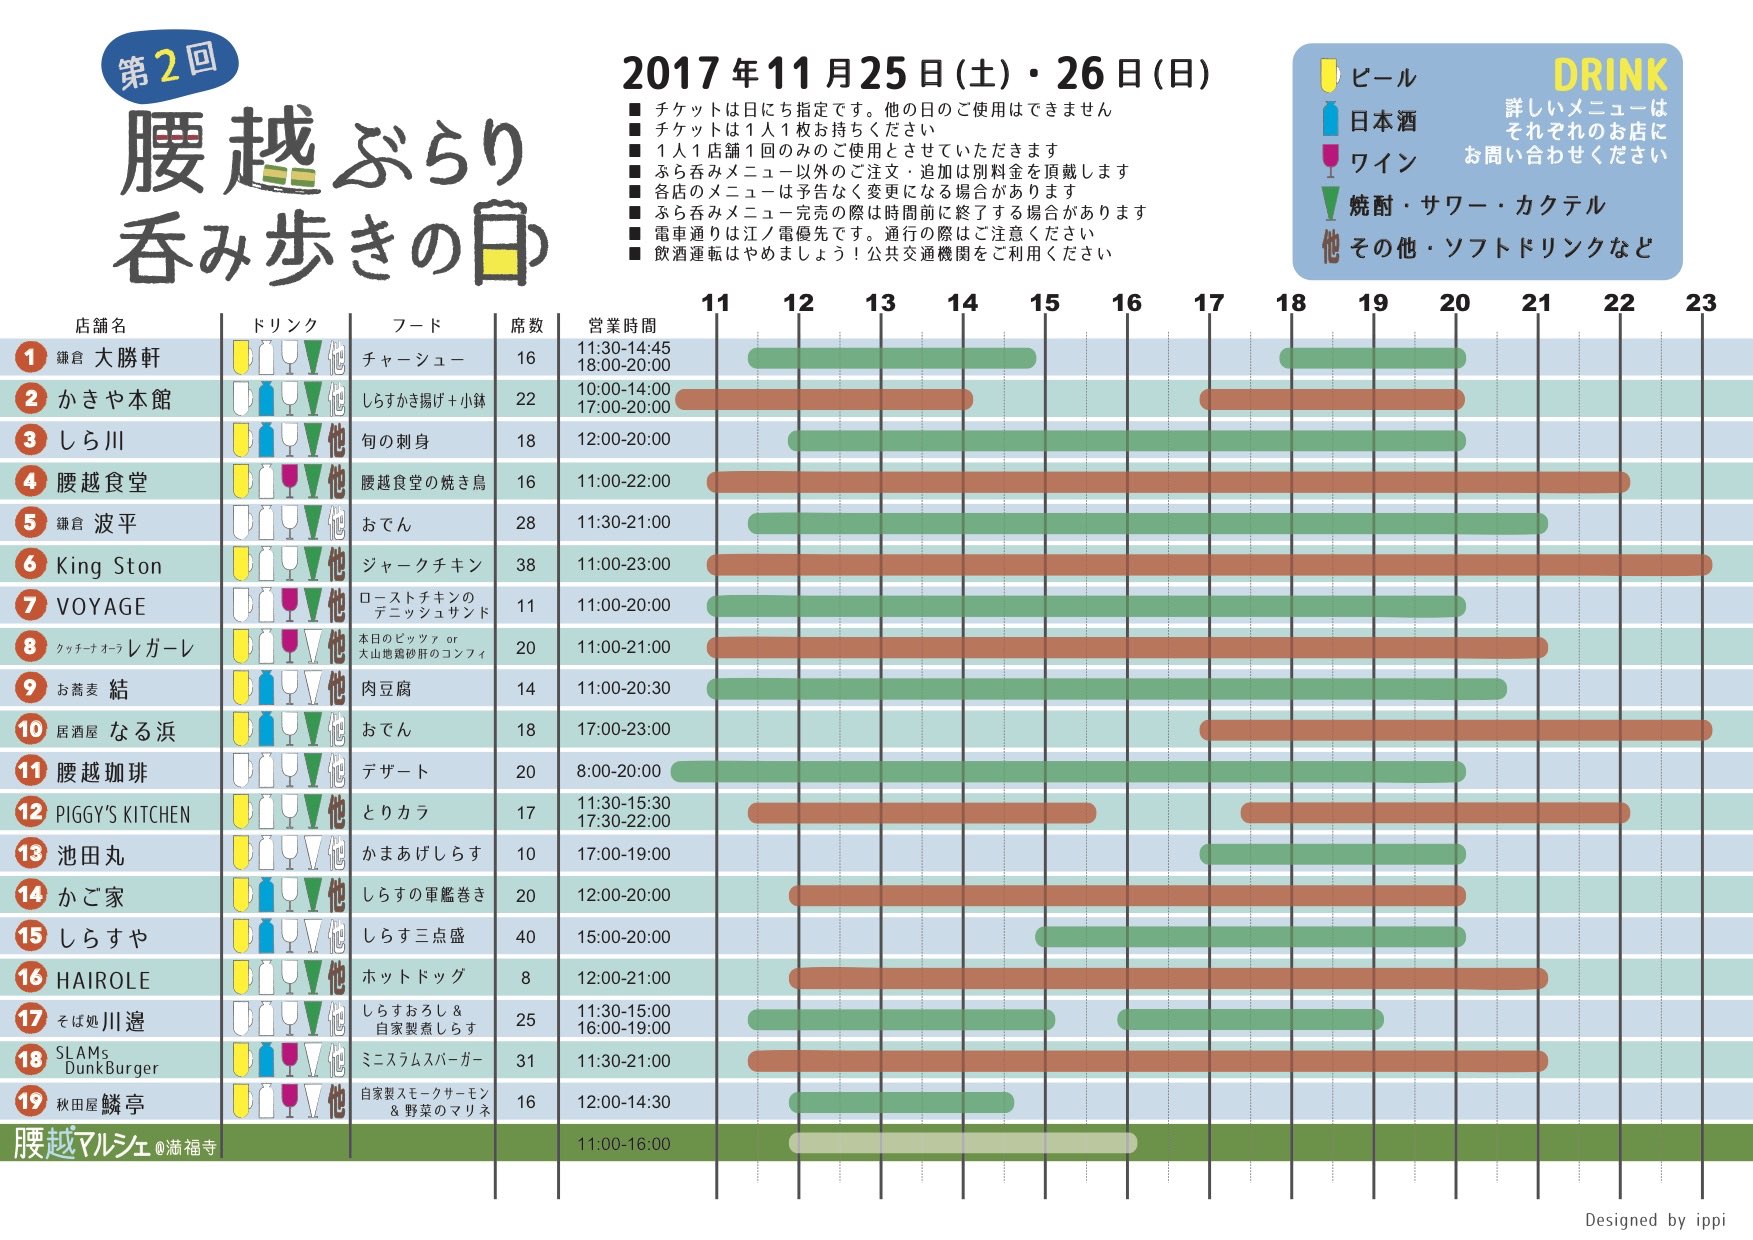 第2回
腰越ぶらり
呑み歩きの日
2017年11月25日(土)・26日(日)
■ チケットは日にち指定です。他の日のご使用はできません
■ チケットは1人1枚お持ちください
■ 1人1店舗1回のみのご使用とさせていただきます
■ ぶら呑みメニュー以外のご注文・追加は別料金を頂戴します
■ 各店のメニューは予告なく変更になる場合があります
■ ぶら呑みメニュー完売の際は時間前に終了する場合があります
■ 電車通りは江ノ電優先です。通行の際はご注意ください
■ 飲酒運転はやめましょう！公共交通機関をご利用ください
DRINK
詳しいメニューは
それぞれのお店に
お問い合わせください
ビール
日本酒
ワイン
焼酎・サワー・カクテル
他 その他・ソフトドリンクなど
11 12 13 14 15 16 17 18 19 20 21 22 23
店舗名 ドリンク フード 席数 営業時間
1 鎌倉 大勝軒 他 チャーシュー 16 11:30-14:45
18:00-20:00
2 かきや本館 他 しらすかき揚げ＋小鉢 22 10:00-14:00
17:00-20:00
3 しら川 他 旬の刺身 18 12:00-20:00
4 腰越食堂 他 腰越食堂の焼き鳥 16 11:00-22:00
5 鎌倉 波平 他 おでん 28 11:30-21:00
6 King Ston 他 ジャークチキン 38 11:00-23:00
7 VOYAGE 他 ローストチキンの
デニッシュサンド 11 11:00-20:00
8 クッチーナオーラ レガーレ 他 本日のピッツァ or
大山地鶏砂肝のコンフィ 20 11:00-21:00
9 お蕎麦 結 他 肉豆腐 14 11:00-20:30
10 居酒屋 なる浜 他 おでん 18 17:00-23:00
11 腰越珈琲 他 デザート 20 8:00-20:00
12 PIGGY'S KITCHEN 他 とりカラ 17 11:30-15:30
17:30-22:00
13 池田丸 他 かまあげしらす 10 17:00-19:00
14 かご家 他 しらすの軍艦巻き 20 12:00-20:00
15 しらすや 他 しらす三点盛 40 15:00-20:00
16 HAIROLE 他 ホットドッグ 8 12:00-21:00
17 そば処 川邉 他 しらすおろし＆
自家製煮しらす 25 11:30-15:00
16:00-19:00
18 SLAMs
DunkBurger 他 ミニスラムスバーガー 31 11:30-21:00
19 秋田屋 鱗亭 他 自家製スモークサーモン
＆野菜のマリネ 16 12:00-14:30
腰越マルシェ@満福寺 11:00-16:00
Designed by ippi